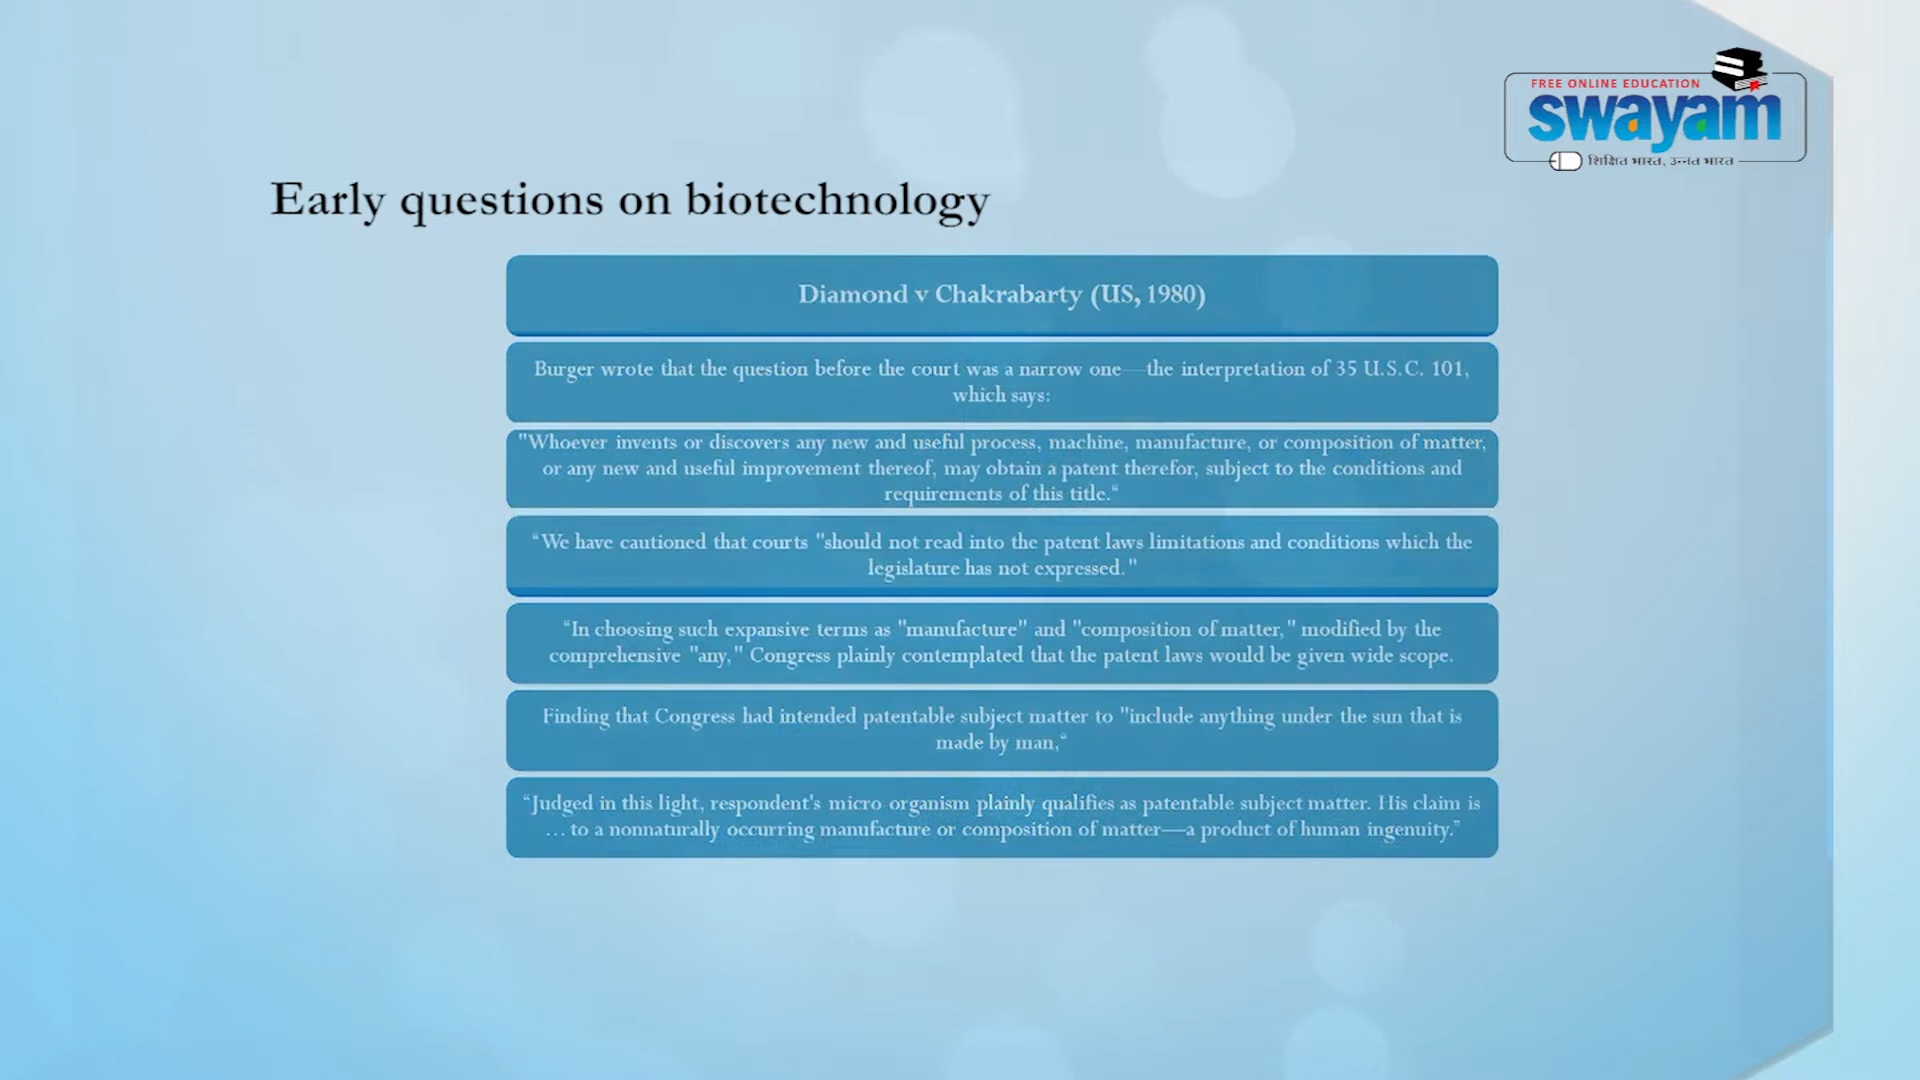 FREE ONLINE EDUCATION
swayam
शिक्षित भारत, उन्नत भारत
Early questions on biotechnology
Diamond v Chakrabarty (US, 1980)
Burger wrote that the question before the court was a narrow one—the interpretation of 35 U.S.C. 101,
which says:
"Whoever invents or discovers any new and useful process, machine, manufacture, or composition of matter,
or any new and useful improvement thereof, may obtain a patent therefor, subject to the conditions and
requirements of this title.“
“We have cautioned that courts "should not read into the patent laws limitations and conditions which the
legislature has not expressed."
“In choosing such expansive terms as "manufacture" and "composition of matter," modified by the
comprehensive "any," Congress plainly contemplated that the patent laws would be given wide scope.
Finding that Congress had intended patentable subject matter to "include anything under the sun that is
made by man,“
“Judged in this light, respondent's micro-organism plainly qualifies as patentable subject matter. His claim is
… to a nonnaturally occurring manufacture or composition of matter—a product of human ingenuity.”